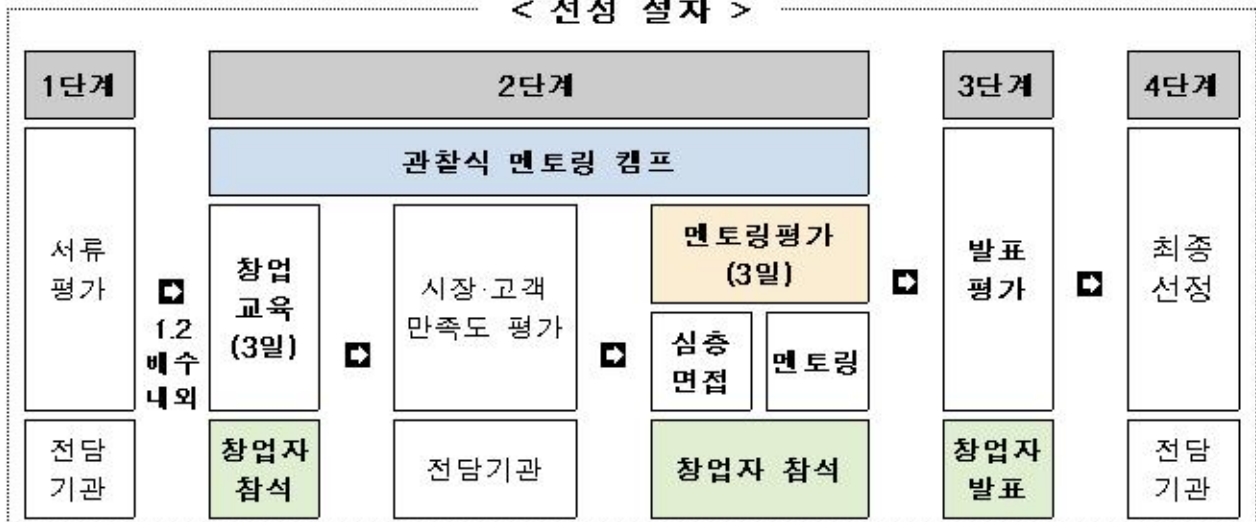 < 선정 절차 >
1단계
2단계
3단계
4단계
관찰식 멘토링 캠프
서류
평가
1.2
배수
내외
창업
교육
(3일)
시장·고객
만족도 평가
멘토링평가
(3일)
심층
면접
멘토링
발표
평가
최종
선정
전담
기관
창업자
참석
전담기관
창업자 참석
창업자
발표
전담
기관